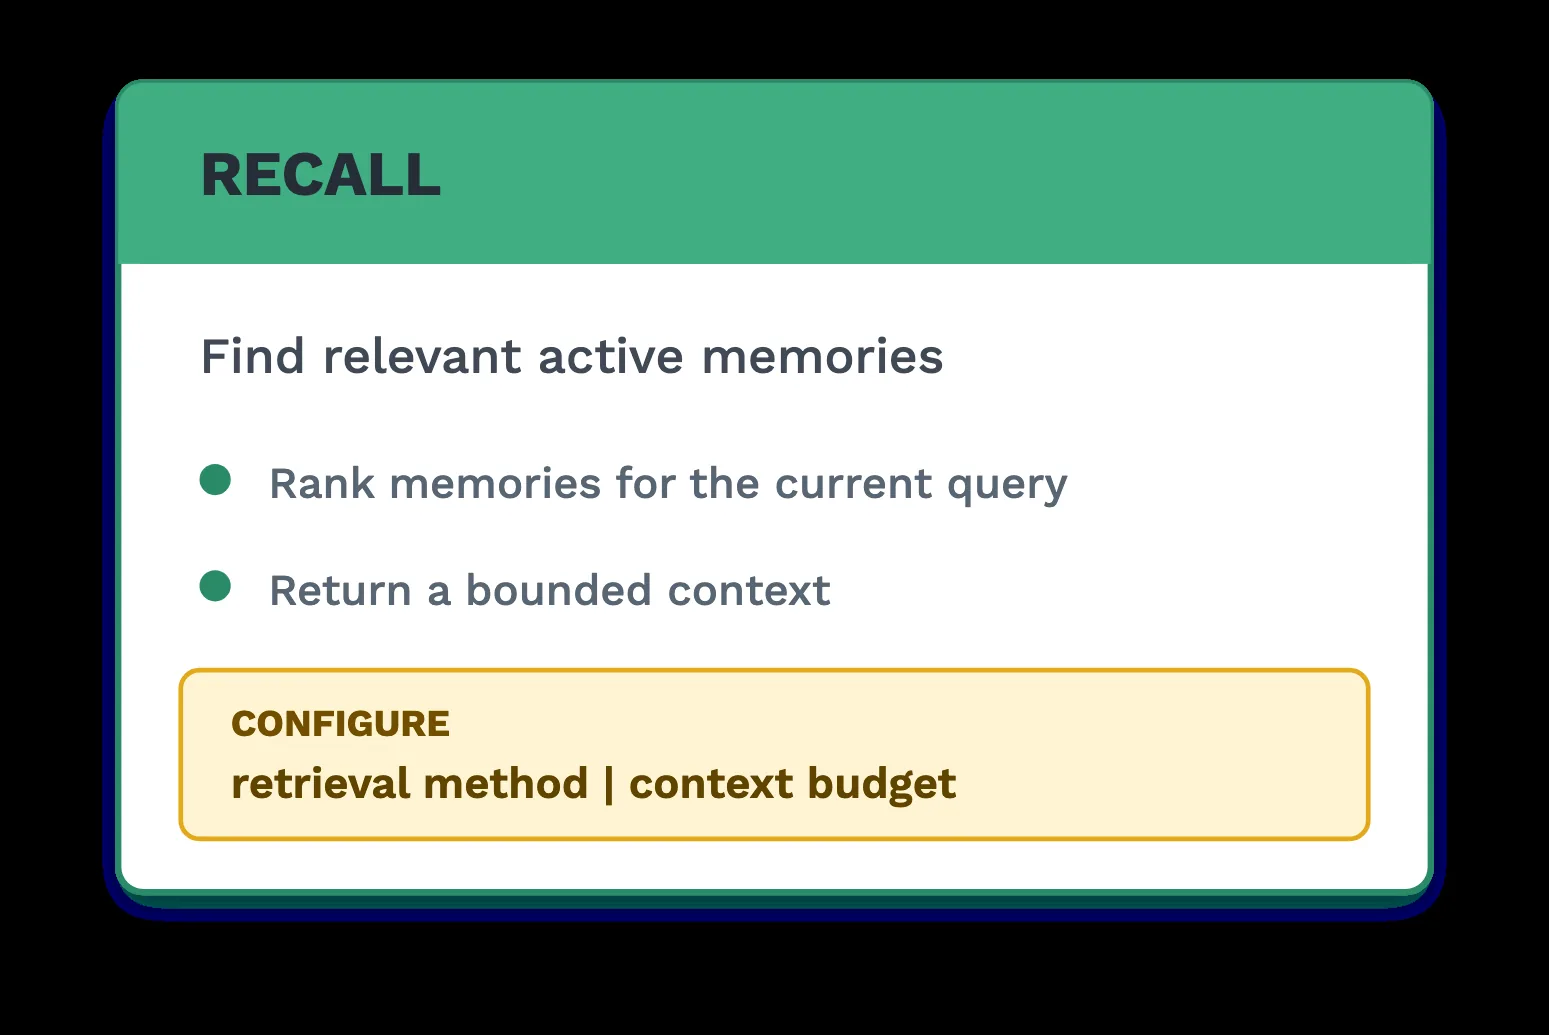 RECALL
Find relevant active memories
Rank memories for the current query
Return a bounded context
CONFIGURE
retrieval method | context budget